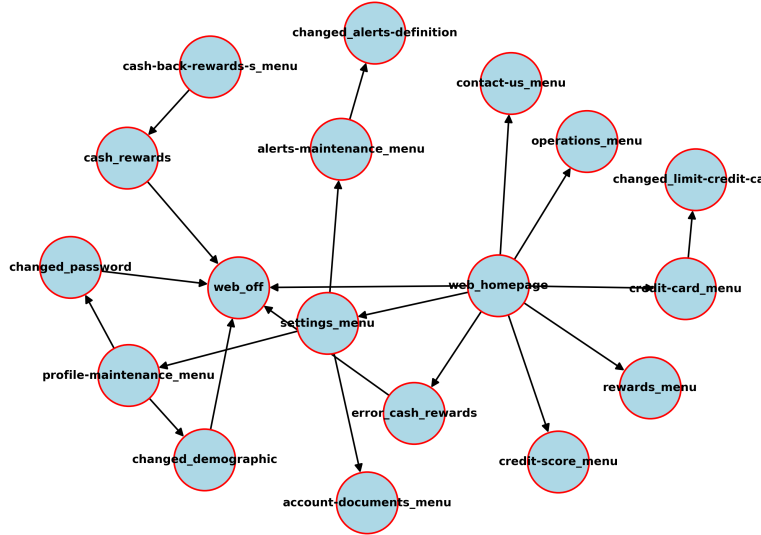 changed_alerts-definition
cash-back-rewards-s_menu
contact-us_menu
operations_menu
alerts-maintenance_menu
cash_rewards
changed_limit-credit-ca
changed_password
web_off
web_homepage
credit-card_menu
settings_menu
profile-maintenance_menu
rewards_menu
error_cash_rewards
changed_demographic
credit-score_menu
account-documents_menu